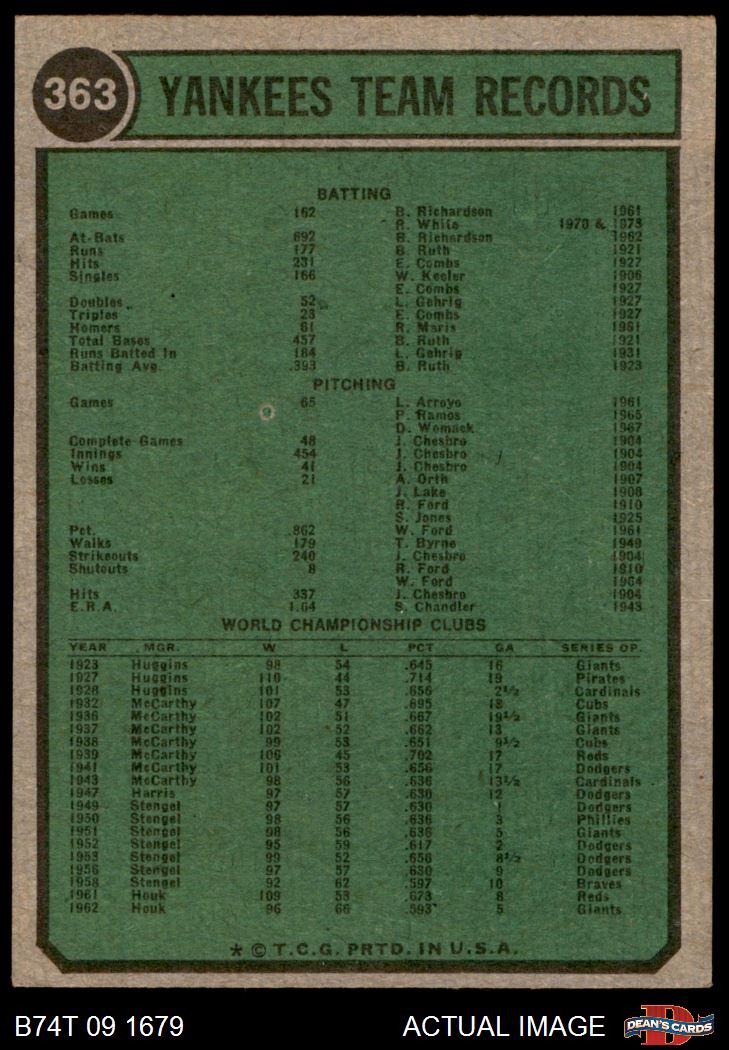 363 YANKEES TEAM RECORDS
BATTING
Games 162 B. Richardson 1961
R. White 1970 & 1973
At-Bats 692 B. Richardson 1962
Runs 177 B. Ruth 1921
Hits 231 E. Combs 1927
Singles 166 W. Keeler 1906
E. Combs 1927
Doubles 52 L. Gehrig 1927
Triples 23 E. Combs 1927
Homers 61 R. Maris 1961
Total Bases 457 B. Ruth 1921
Runs Batted In 184 L. Gehrig 1931
Batting Avg. .393 B. Ruth 1923
PITCHING
Games 65 L. Arroyo 1961
P. Ramos 1965
D. Womack 1967
Complete Games 48 J. Chesbro 1904
Innings 454 J. Chesbro 1904
Wins 41 J. Chesbro 1904
Losses 21 A. Orth 1907
J. Lake 1908
R. Ford 1910
S. Jones 1925
Pct. .862 W. Ford 1961
Walks 179 T. Byrne 1949
Strikeouts 240 J. Chesbro 1904
Shutouts 8 R. Ford 1910
W. Ford 1964
Hits 337 J. Chesbro 1904
E.R.A. 1.64 S. Chandler 1943
WORLD CHAMPIONSHIP CLUBS
YEAR MGR. W L PCT GA SERIES OP.
1923 Huggins 98 54 .645 16 Giants
1927 Huggins 110 44 .714 19 Pirates
1928 Huggins 101 53 .656 2½ Cardinals
1932 McCarthy 107 47 .695 13 Cubs
1936 McCarthy 102 51 .667 19½ Giants
1937 McCarthy 102 52 .662 13 Giants
1938 McCarthy 99 53 .651 9½ Cubs
1939 McCarthy 106 45 .702 17 Reds
1941 McCarthy 101 53 .656 17 Dodgers
1943 McCarthy 98 56 .636 13½ Cardinals
1947 Harris 97 57 .630 12 Dodgers
1949 Stengel 97 57 .630 1 Dodgers
1950 Stengel 98 56 .636 3 Phillies
1951 Stengel 98 56 .636 5 Giants
1952 Stengel 95 59 .617 2 Dodgers
1953 Stengel 99 52 .656 8½ Dodgers
1956 Stengel 97 57 .630 9 Dodgers
1958 Stengel 92 62 .597 10 Braves
1961 Houk 109 53 .673 8 Reds
1962 Houk 96 66 .593 5 Giants
* © T.C.G. PRTD. IN U.S.A.
B74T 09 1679 ACTUAL IMAGE D DEAN'S CARDS